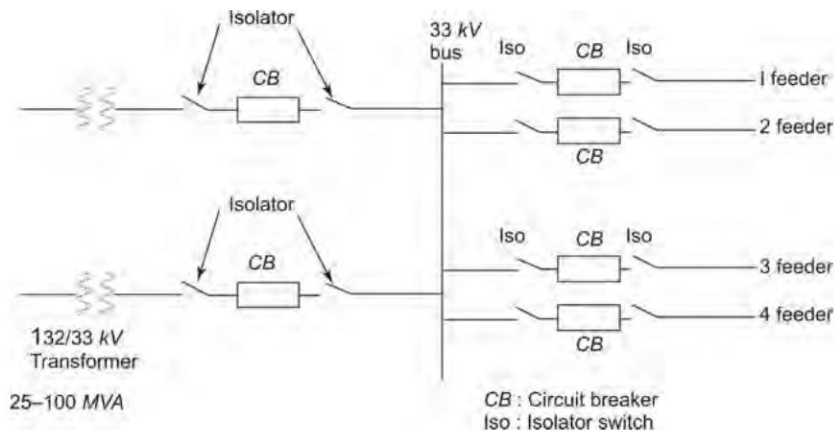 Isolator
CB
33 kV
bus
Iso
CB
Iso
1 feeder
2 feeder
CB
Isolator
CB
Iso
CB
Iso
3 feeder
4 feeder
CB
132/33 kV
Transformer
25–100 MVA
CB : Circuit breaker
Iso : Isolator switch